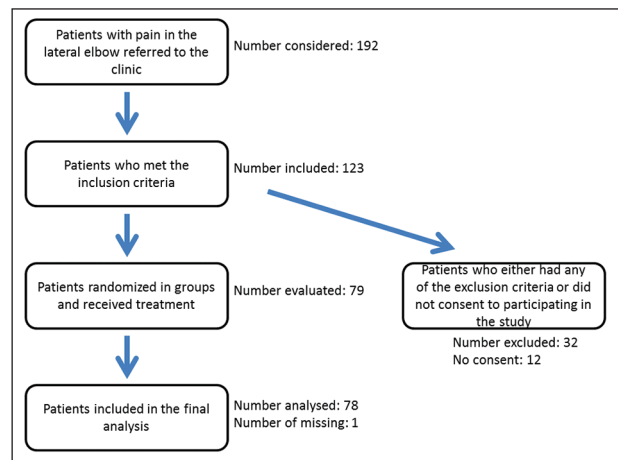 Patients with pain in the
lateral elbow referred to the
clinic
Number considered: 192
Patients who met the
inclusion criteria
Number included: 123
Patients randomized in groups
and received treatment
Number evaluated: 79
Patients who either had any
of the exclusion criteria or did
not consent to participating in
the study
Number excluded: 32
No consent: 12
Patients included in the final
analysis
Number analysed: 78
Number of missing: 1